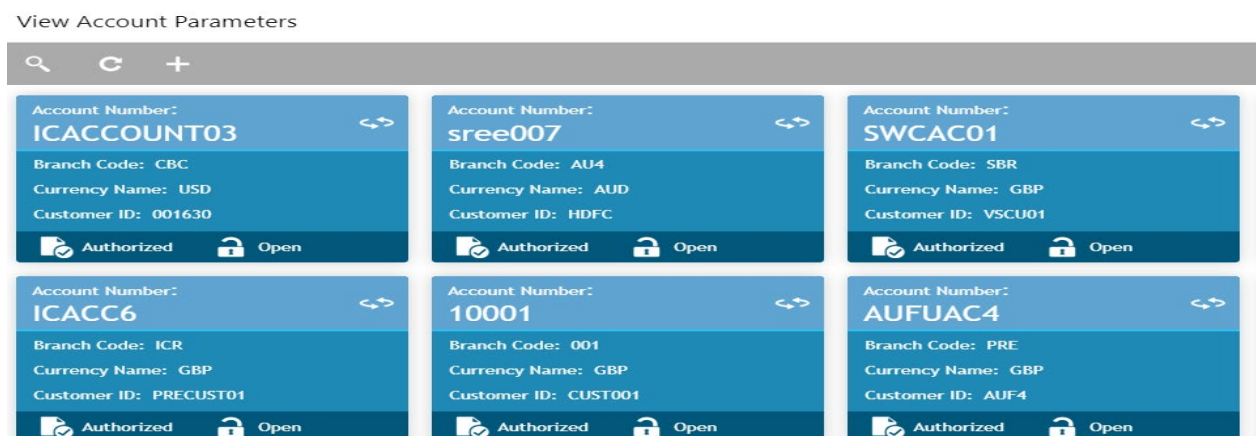 View Account Parameters
Account Number:
ICACCOUNT03
Branch Code: CBC
Currency Name: USD
Customer ID: 001630
Authorized Open
Account Number:
sree007
Branch Code: AU4
Currency Name: AUD
Customer ID: HDFC
Authorized Open
Account Number:
SWCAC01
Branch Code: SBR
Currency Name: GBP
Customer ID: VSCU01
Authorized Open
Account Number:
ICACC6
Branch Code: ICR
Currency Name: GBP
Customer ID: PRECUST01
Authorized Open
Account Number:
10001
Branch Code: 001
Currency Name: GBP
Customer ID: CUST001
Authorized Open
Account Number:
AUFUAC4
Branch Code: PRE
Currency Name: GBP
Customer ID: AUF4
Authorized Open